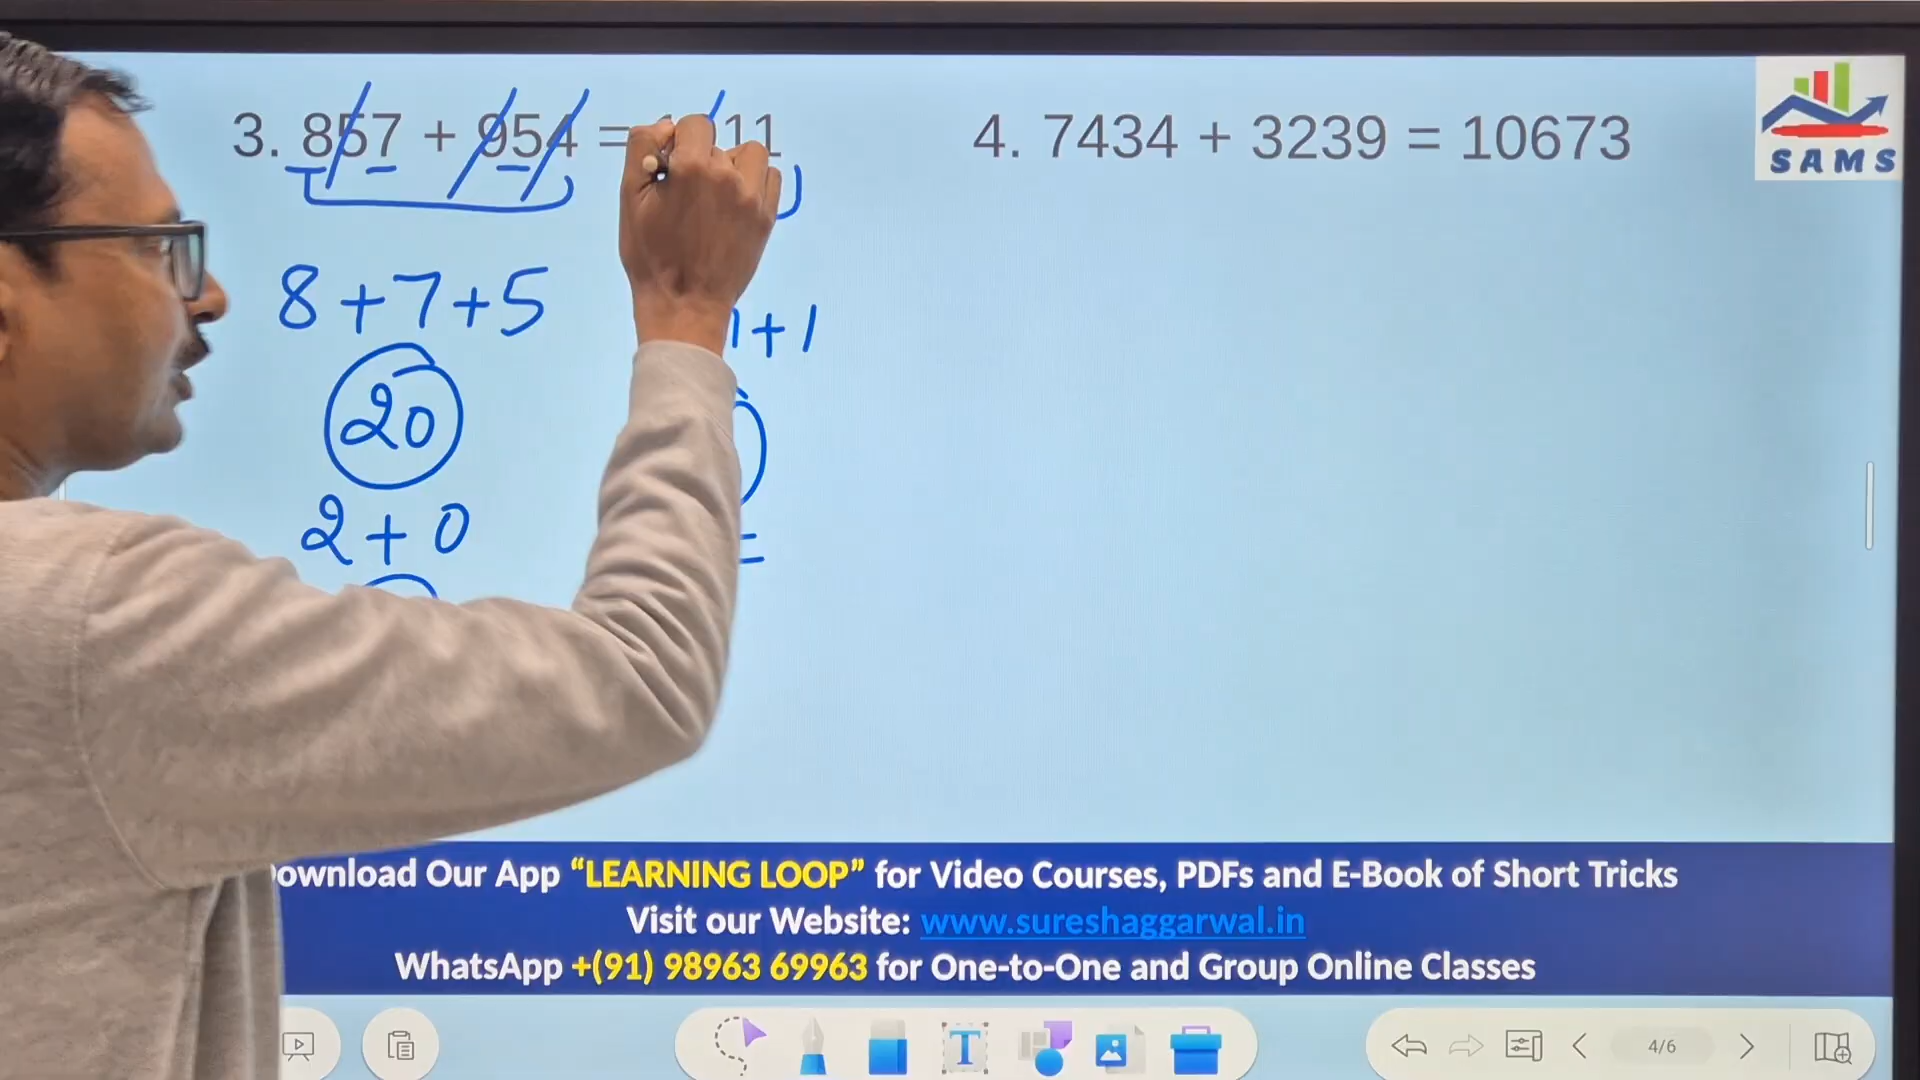 3. 857 + 954 = 1911
4. 7434 + 3239 = 10673
SAMS
8+7+5
+1
20
2+0
=
ownload Our App “LEARNING LOOP” for Video Courses, PDFs and E-Book of Short Tricks
Visit our Website: www.sureshaggarwal.in
WhatsApp +(91) 98963 69963 for One-to-One and Group Online Classes
T
4/6